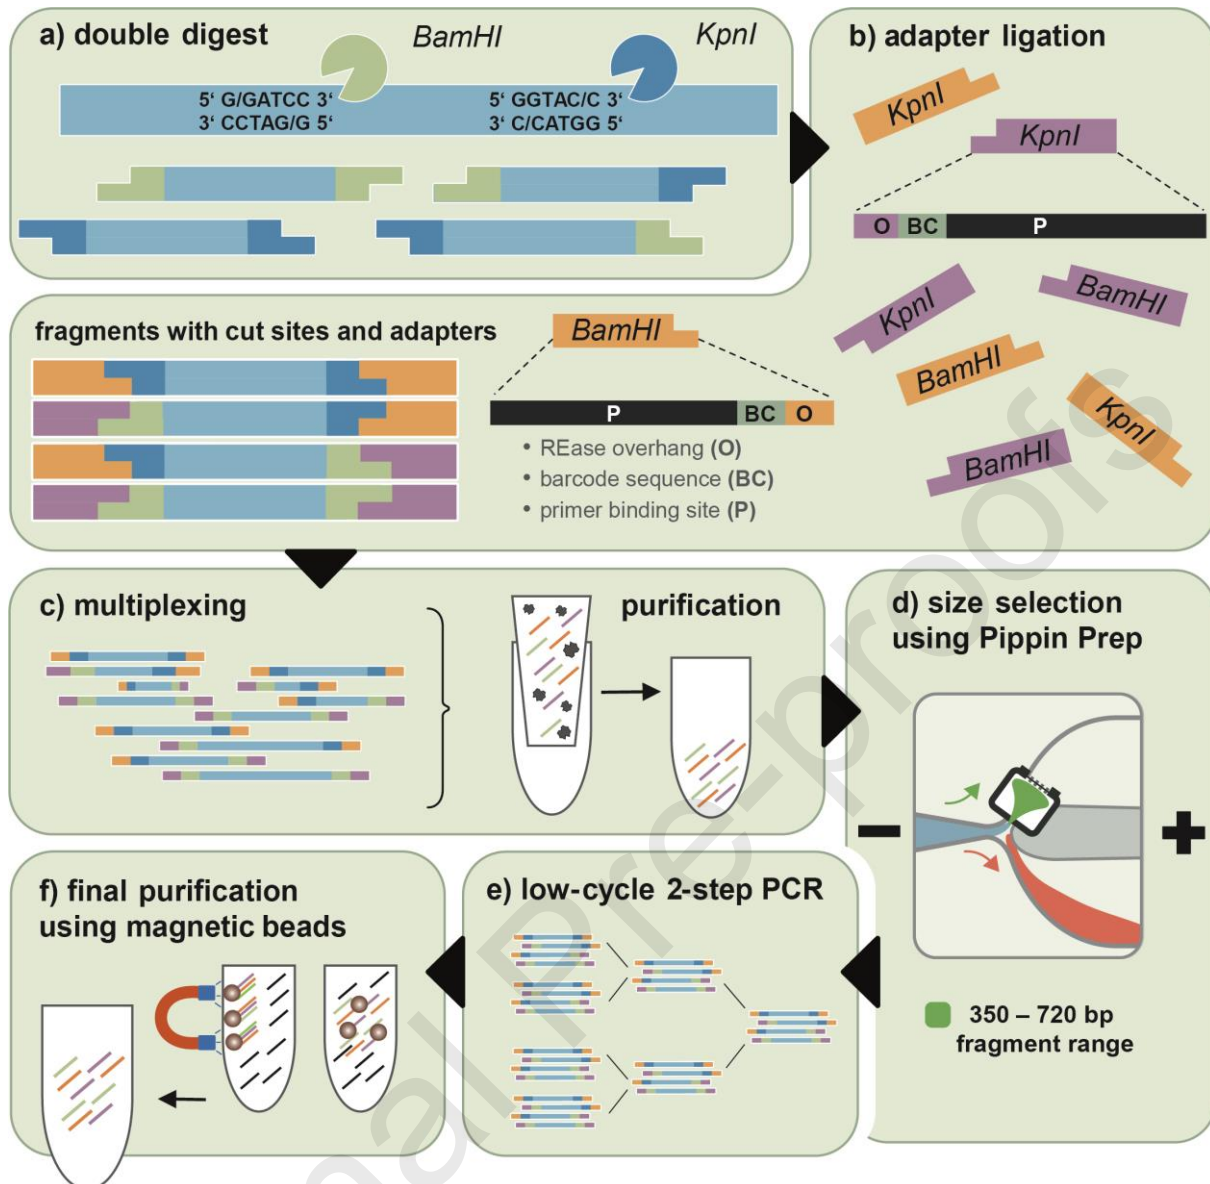 a) double digest
BamHI
KpnI
5‘ G/GATCC 3‘
3‘ CCTAG/G 5‘
5‘ GGTAC/C 3‘
3‘ C/CATGG 5‘
b) adapter ligation
KpnI
KpnI
O BC P
KpnI
BamHI
BamHI
KpnI
BamHI
fragments with cut sites and adapters
BamHI
P BC O
• REase overhang (O)
• barcode sequence (BC)
• primer binding site (P)
c) multiplexing
purification
d) size selection
using Pippin Prep
350 – 720 bp
fragment range
e) low-cycle 2-step PCR
f) final purification
using magnetic beads
nal Pre-proofs